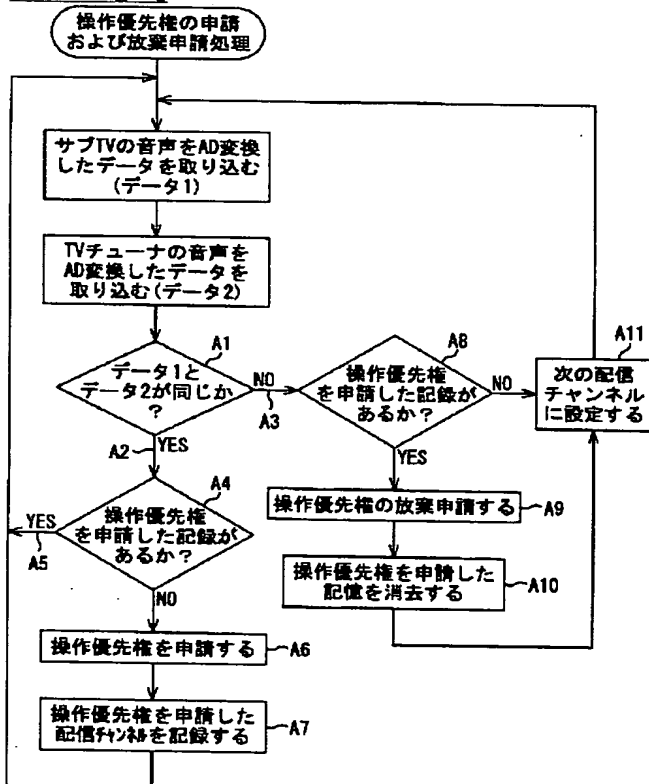 操作優先権の申請
および放棄申請処理
サブTVの音声をAD変換
したデータを取り込む
(データ1)
TVチューナの音声を
AD変換したデータを
取り込む(データ2)
A1
データ1と
データ2が同じか
?
NO
A3
A2
YES
A4
操作優先権
を申請した記録が
あるか?
YES
A5
NO
操作優先権を申請する
A6
操作優先権を申請した
配信チャンネルを記録する
A7
A8
操作優先権
を申請した記録が
あるか?
NO
YES
操作優先権の放棄申請する
A9
操作優先権を申請した
記憶を消去する
A10
A11
次の配信
チャンネル
に設定する